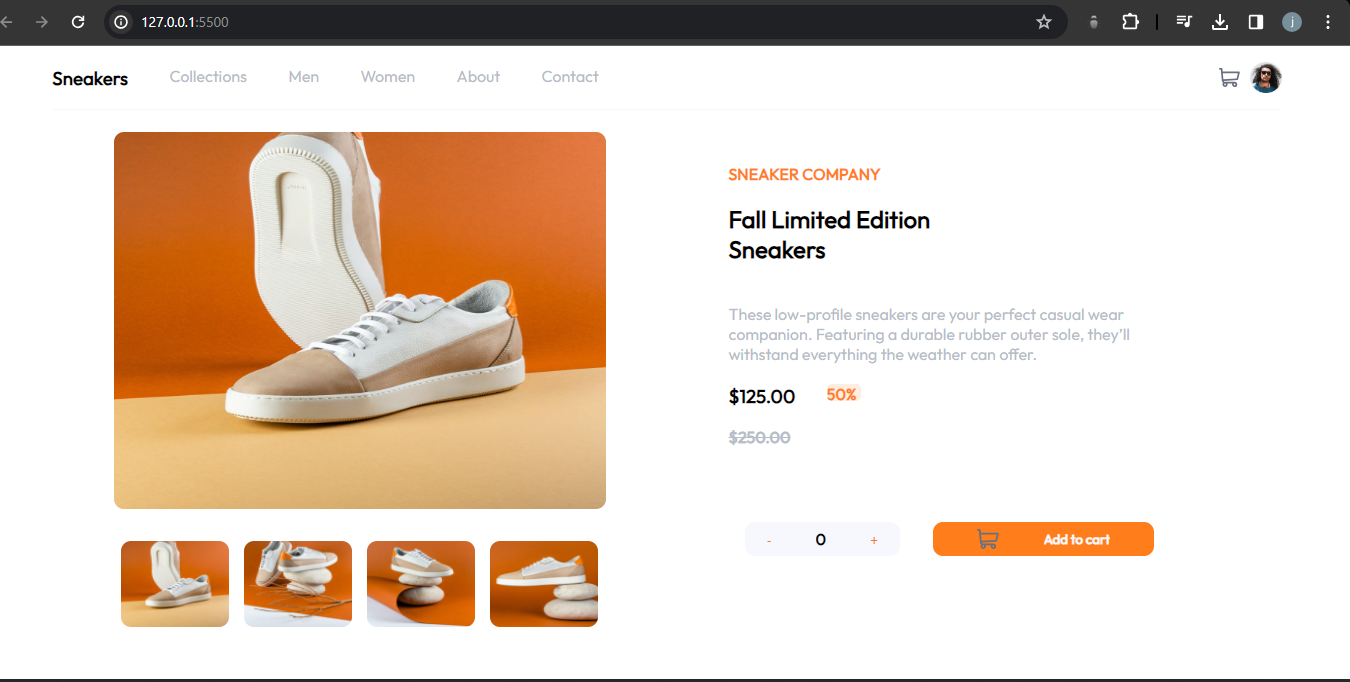 127.0.0.1:5500
j
Sneakers Collections Men Women About Contact
SNEAKER COMPANY
Fall Limited Edition
Sneakers
These low-profile sneakers are your perfect casual wear
companion. Featuring a durable rubber outer sole, they’ll
withstand everything the weather can offer.
$125.00 50%
$250.00
- 0 + Add to cart